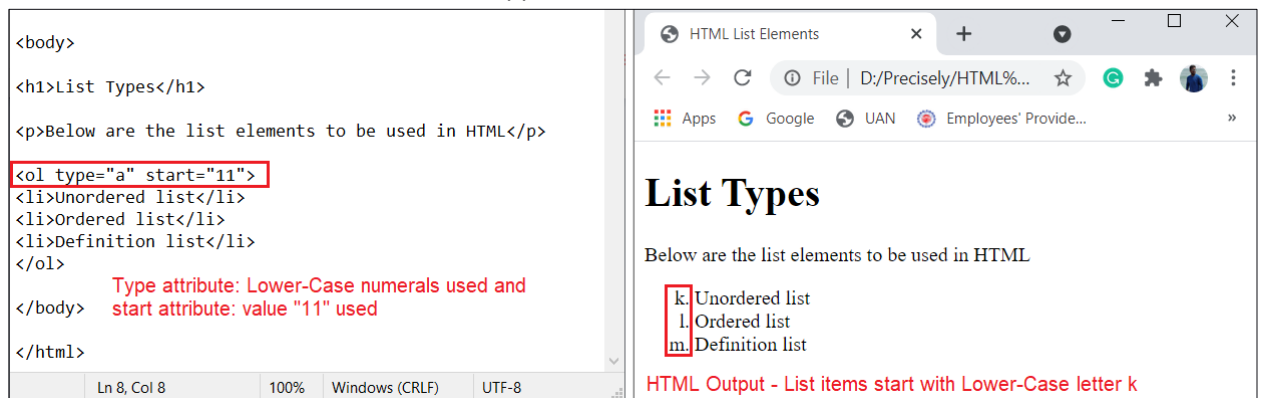 <body>
<h1>List Types</h1>
<p>Below are the list elements to be used in HTML</p>
<ol type="a" start="11">
<li>Unordered list</li>
<li>Ordered list</li>
<li>Definition list</li>
</ol>
Type attribute: Lower-Case numerals used and
start attribute: value "11" used
</body>
</html>
Ln 8, Col 8 100% Windows (CRLF) UTF-8
HTML List Elements
File | D:/Precisely/HTML%...
Apps Google UAN Employees' Provide...
List Types
Below are the list elements to be used in HTML
k. Unordered list
l. Ordered list
m. Definition list
HTML Output - List items start with Lower-Case letter k